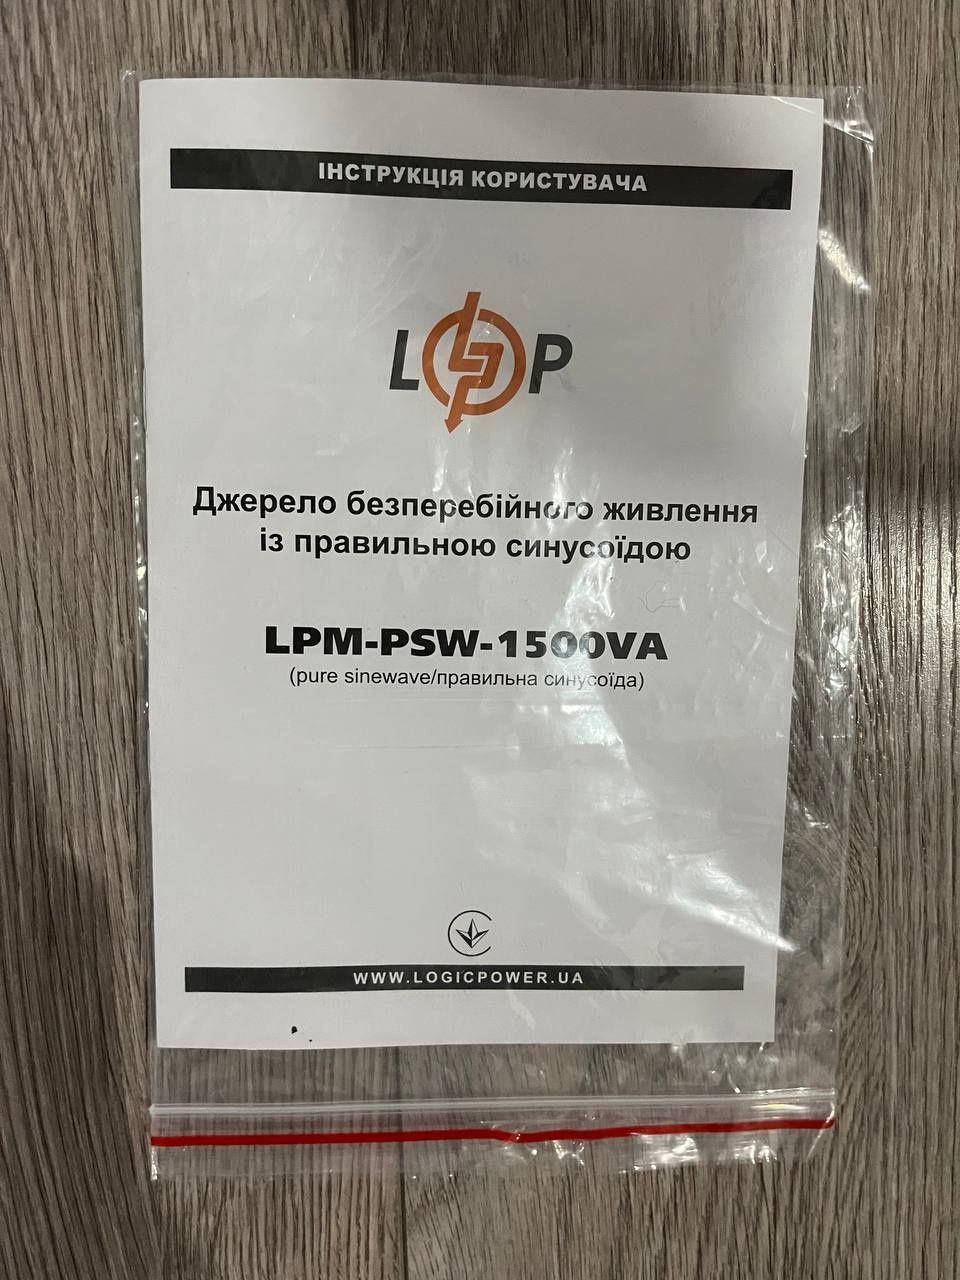 ІНСТРУКЦІЯ КОРИСТУВАЧА
LP
Джерело безперебійного живлення
із правильною синусоїдою
LPM-PSW-1500VA
(pure sinewave/правильна синусоїда)
WWW.LOGICPOWER.UA